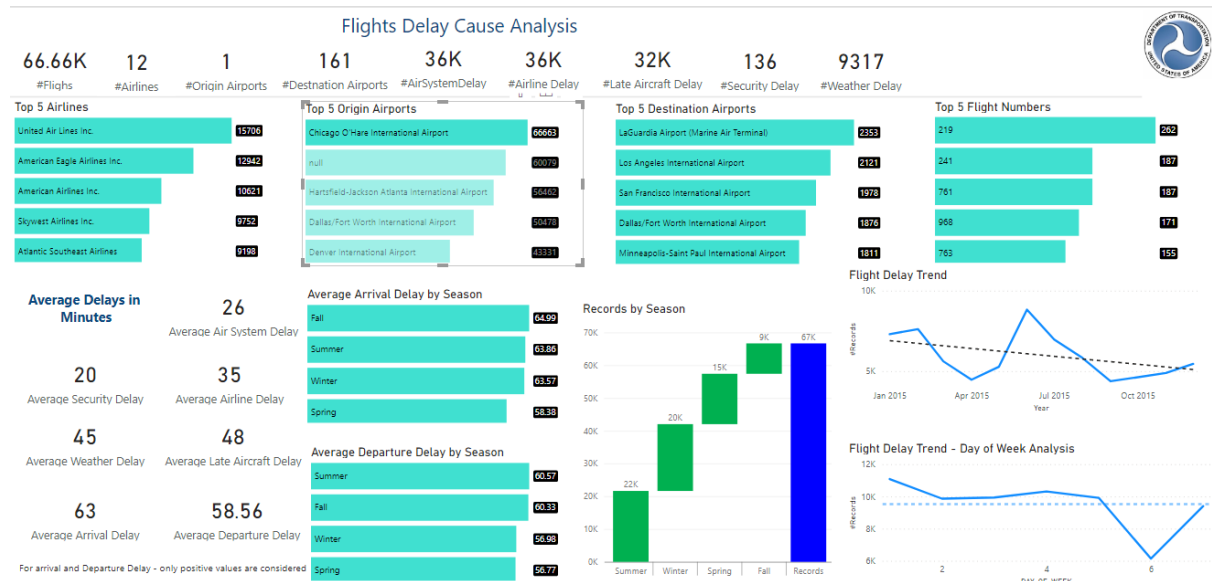 Flights Delay Cause Analysis
DEPARTMENT OF TRANSPORTATION
UNITED STATES OF AMERICA
66.66K
#Flighs
12
#Airlines
1
#Origin Airports
161
#Destnation Airports
36K
#AirSystemDelay
36K
#Airline Delay
32K
#Late Aircraft Delay
136
#Security Delay
9317
#Weather Delay
Top 5 Airlines
United Air Lines Inc. 15706
American Eagle Airlines Inc. 12942
American Airlines Inc. 10621
Skywest Airlines Inc. 9752
Atlantic Southeast Airlines 9198
Top 5 Origin Airports
Chicago O'Hare International Airport 66663
null 60079
Hartsfield-Jackson Atlanta International Airport 56462
Dallas/Fort Worth International Airport 50478
Denver International Airport 43331
Top 5 Destination Airports
LaGuardia Airport (Marine Air Terminal) 2353
Los Angeles International Airport 2121
San Francisco International Airport 1978
Dallas/Fort Worth International Airport 1876
Minneapolis-Saint Paul International Airport 1811
Top 5 Flight Numbers
219 262
241 187
761 187
968 171
763 155
Average Delays in
Minutes
26
Average Air System Delay
20
Average Security Delay
35
Average Airline Delay
45
Average Weather Delay
48
Average Late Aircraft Delay
63
Average Arrival Delay
58.56
Average Departure Delay
For arrival and Departure Delay - only positive values are considered
Average Arrival Delay by Season
Fall 64.99
Summer 63.86
Winter 63.57
Spring 58.38
Average Departure Delay by Season
Summer 60.57
Fall 60.33
Winter 56.98
Spring 56.77
Records by Season
70K
60K
50K
40K
30K
20K
10K
0K
22K
20K
15K
9K
67K
Summer Winter Spring Fall Records
Flight Delay Trend
10K
5K
#Records
Jan 2015 Apr 2015 Jul 2015 Oct 2015
Year
Flight Delay Trend - Day of Week Analysis
12K
10K
8K
6K
#Records
2 4 6
DAY_OF_WEEK